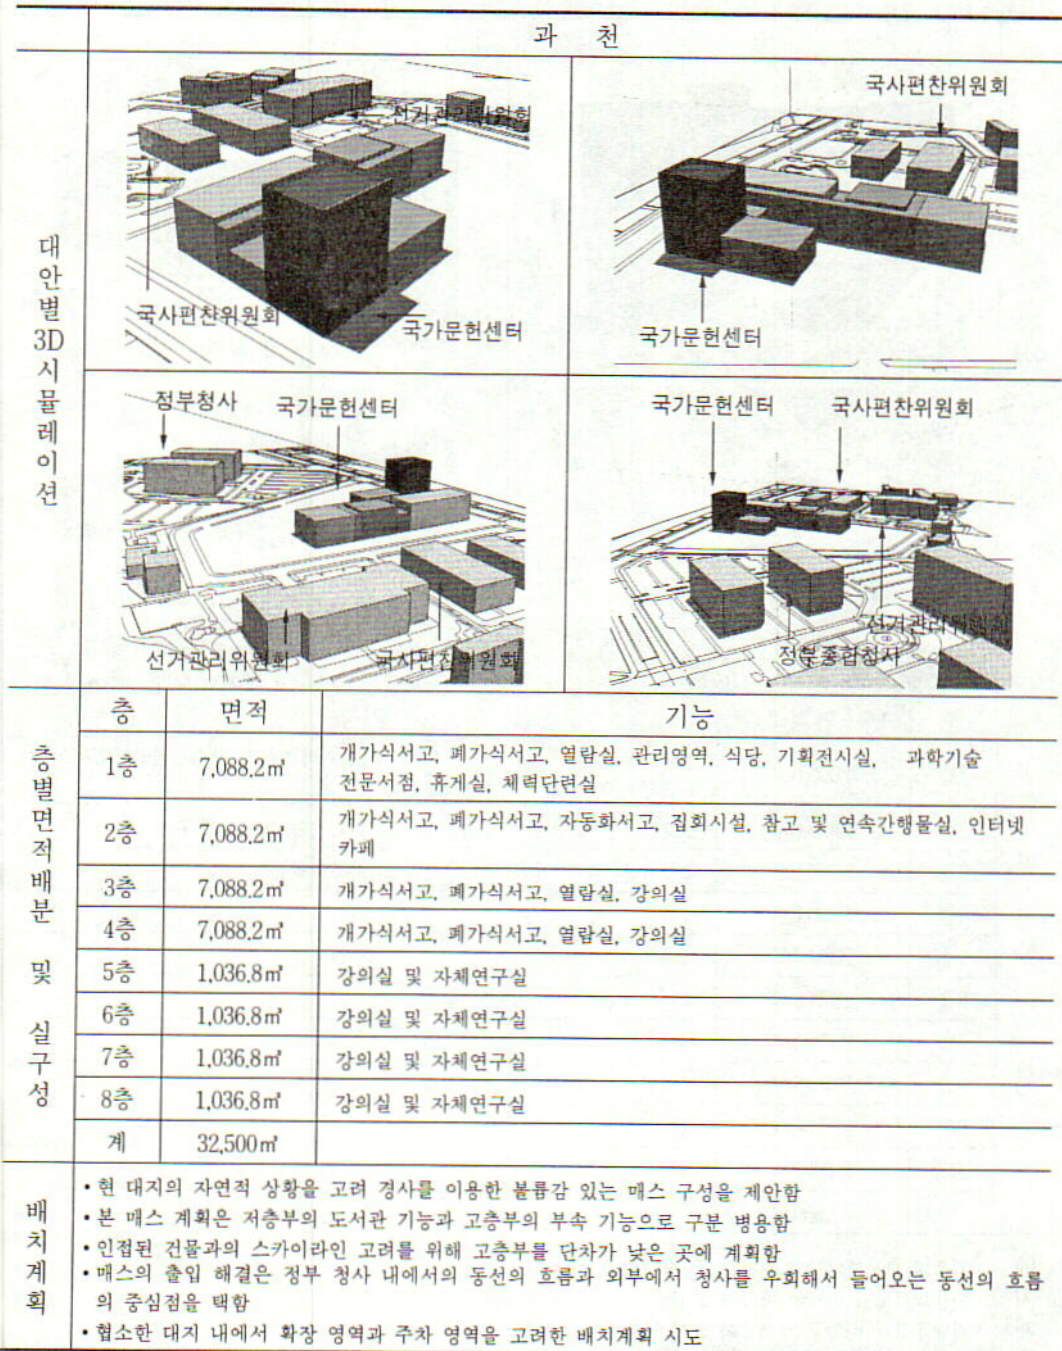 과 천
대안별 3D 시뮬레이션
선거관리위원회
국사편찬위원회
국가문헌센터
국사편찬위원회
국가문헌센터
정부청사
국가문헌센터
선거관리위원회
국사편찬위원회
국가문헌센터
국사편찬위원회
선거관리위원회
정부종합청사
층별면적배분 및 실구성
층 면적 기능
1층 7,088.2㎡ 개가식서고, 폐가식서고, 열람실, 관리영역, 식당, 기획전시실, 과학기술
전문서점, 휴게실, 체력단련실
2층 7,088.2㎡ 개가식서고, 폐가식서고, 자동화서고, 집회시설, 참고 및 연속간행물실, 인터넷
카페
3층 7,088.2㎡ 개가식서고, 폐가식서고, 열람실, 강의실
4층 7,088.2㎡ 개가식서고, 폐가식서고, 열람실, 강의실
5층 1,036.8㎡ 강의실 및 자체연구실
6층 1,036.8㎡ 강의실 및 자체연구실
7층 1,036.8㎡ 강의실 및 자체연구실
8층 1,036.8㎡ 강의실 및 자체연구실
계 32,500㎡
배치계획
• 현 대지의 자연적 상황을 고려 경사를 이용한 볼륨감 있는 매스 구성을 제안함
• 본 매스 계획은 저층부의 도서관 기능과 고층부의 부속 기능으로 구분 병용함
• 인접된 건물과의 스카이라인 고려를 위해 고층부를 단차가 낮은 곳에 계획함
• 매스의 출입 해결은 정부 청사 내에서의 동선의 흐름과 외부에서 청사를 우회해서 들어오는 동선의 흐름
의 중심점을 택함
• 협소한 대지 내에서 확장 영역과 주차 영역을 고려한 배치계획 시도